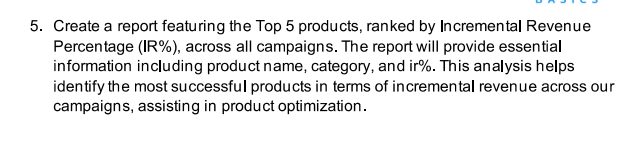 5. Create a report featuring the Top 5 products, ranked by Incremental Revenue
Percentage (IR%), across all campaigns. The report will provide essential
information including product name, category, and ir%. This analysis helps
identify the most successful products in terms of incremental revenue across our
campaigns, assisting in product optimization.